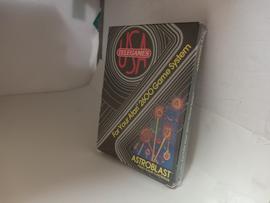 USA
TELEGAMES
For Your Atari® 2600 Game System
ASTROBLAST